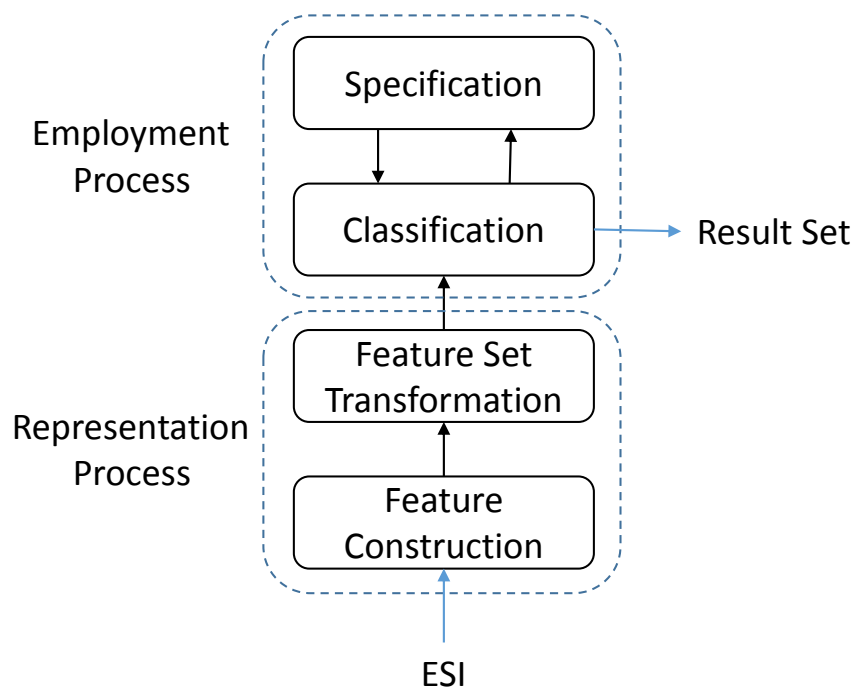 Specification
Employment
Process
Classification
Result Set
Feature Set
Transformation
Representation
Process
Feature
Construction
ESI